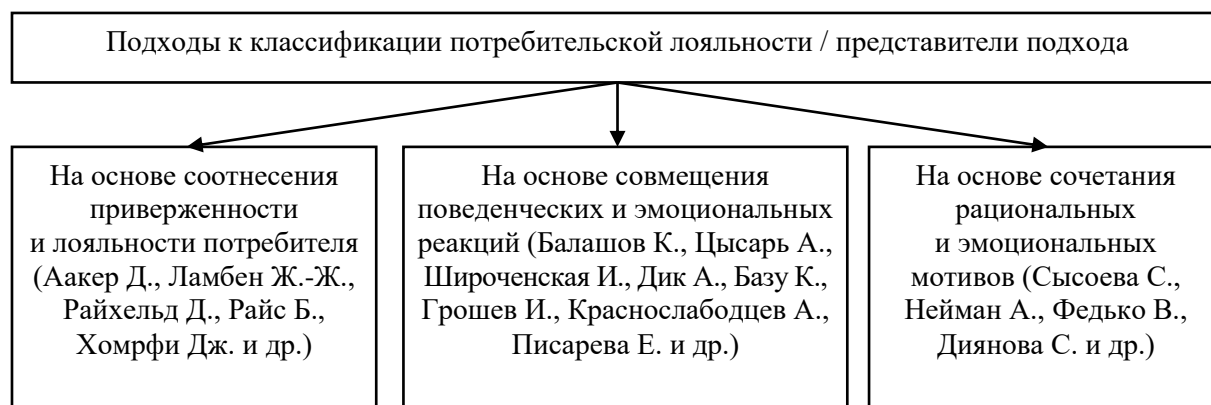 Подходы к классификации потребительской лояльности / представители подхода
На основе соотнесения
приверженности
и лояльности потребителя
(Аакер Д., Ламбен Ж.-Ж.,
Райхельд Д., Райс Б.,
Хомрфи Дж. и др.)
На основе совмещения
поведенческих и эмоциональных
реакций (Балашов К., Цысарь А.,
Широченская И., Дик А., Базу К.,
Грошев И., Краснослабодцев А.,
Писарева Е. и др.)
На основе сочетания
рациональных
и эмоциональных
мотивов (Сысоева С.,
Нейман А., Федько В.,
Диянова С. и др.)